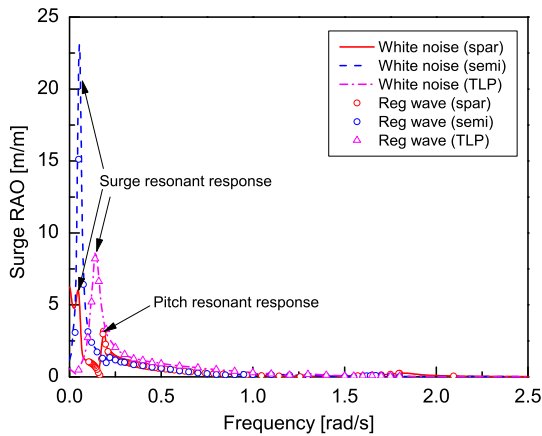 25
20
15
10
5
0
Surge RAO [m/m]
White noise (spar)
White noise (semi)
White noise (TLP)
Reg wave (spar)
Reg wave (semi)
Reg wave (TLP)
Surge resonant response
Pitch resonant response
0.0 0.5 1.0 1.5 2.0 2.5
Frequency [rad/s]